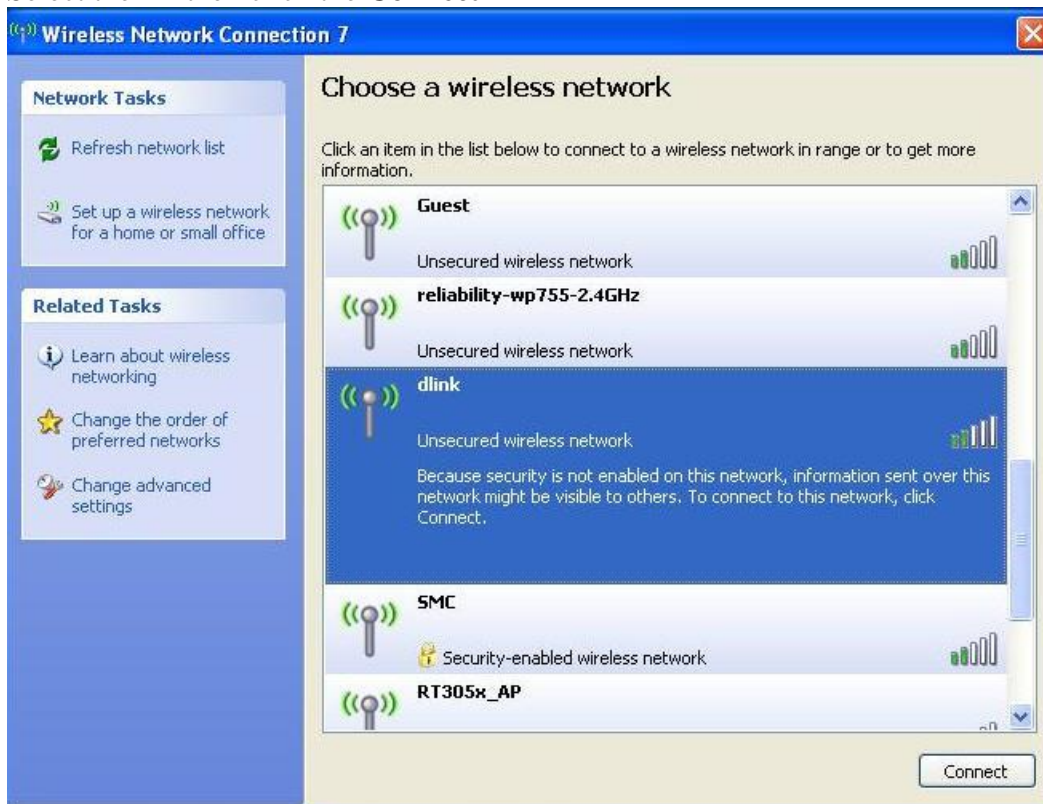 Wireless Network Connection 7
Network Tasks
Refresh network list
Set up a wireless network
for a home or small office
Related Tasks
Learn about wireless
networking
Change the order of
preferred networks
Change advanced
settings
Choose a wireless network
Click an item in the list below to connect to a wireless network in range or to get more
information.
Guest
Unsecured wireless network
reliability-wp755-2.4GHz
Unsecured wireless network
dlink
Unsecured wireless network
Because security is not enabled on this network, information sent over this
network might be visible to others. To connect to this network, click
Connect.
SMC
Security-enabled wireless network
RT305x_AP
Connect